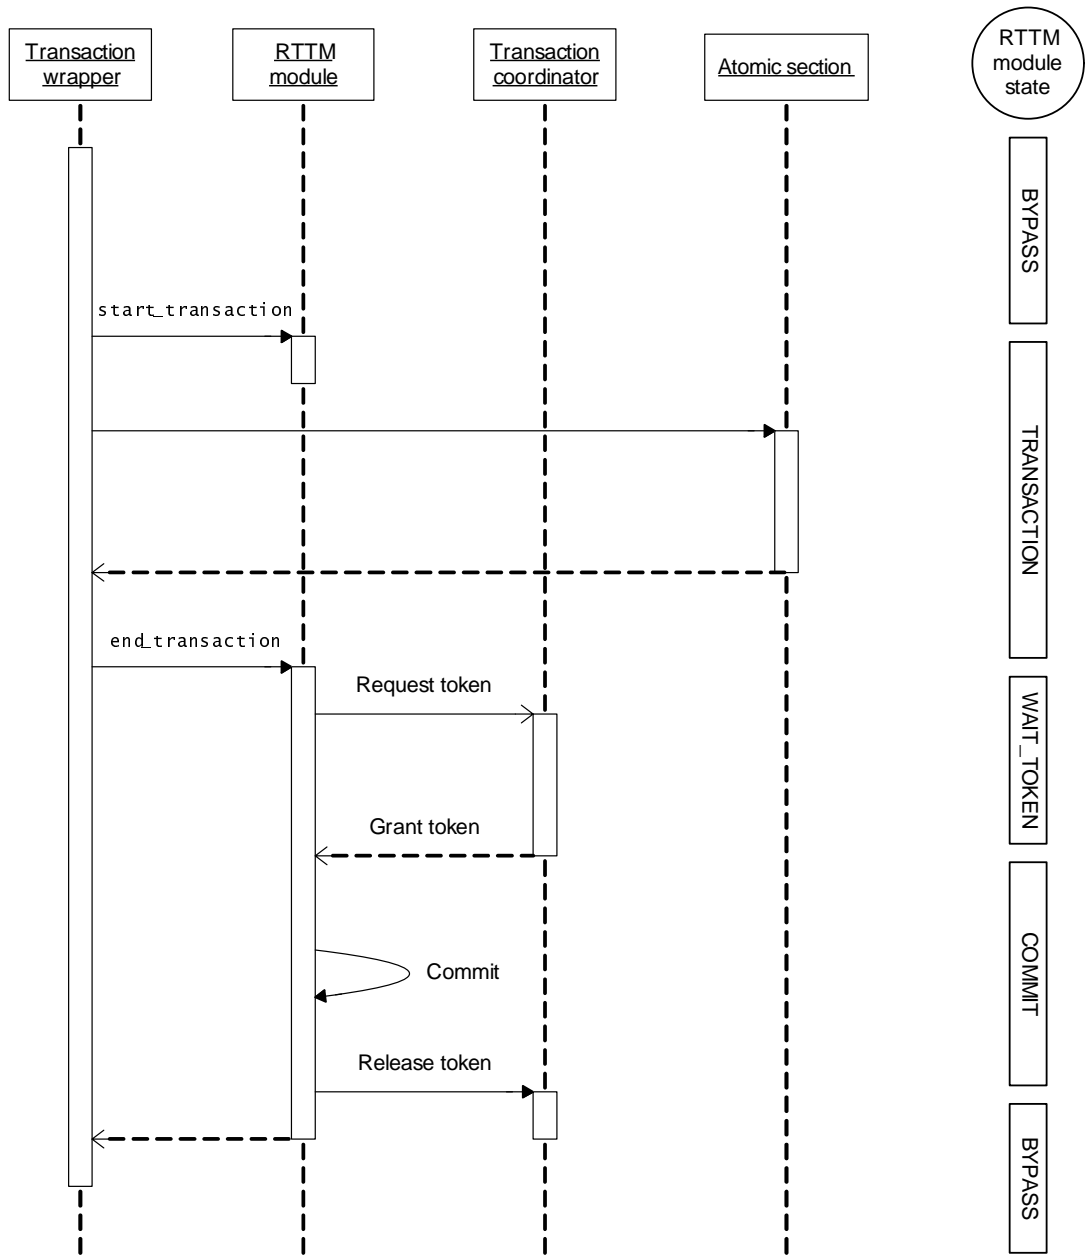 Transaction
wrapper
RTTM
module
Transaction
coordinator
Atomic section
RTTM
module
state
BYPASS
start_transaction
TRANSACTION
end_transaction
Request token
WAIT_TOKEN
Grant token
COMMIT
Commit
Release token
BYPASS